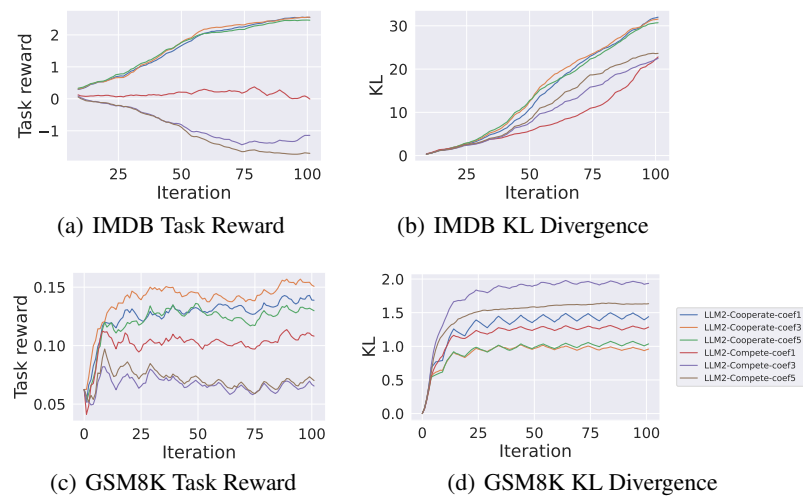 Task reward
2
1
0
−1
25
50
75
100
Iteration
(a) IMDB Task Reward
KL
30
20
10
0
25
50
75
100
Iteration
(b) IMDB KL Divergence
Task reward
0.15
0.10
0.05
0
25
50
75
100
Iteration
(c) GSM8K Task Reward
KL
2.0
1.5
1.0
0.5
0.0
0
25
50
75
100
Iteration
(d) GSM8K KL Divergence
LLM2-Cooperate-coef1
LLM2-Cooperate-coef3
LLM2-Cooperate-coef5
LLM2-Compete-coef1
LLM2-Compete-coef3
LLM2-Compete-coef5